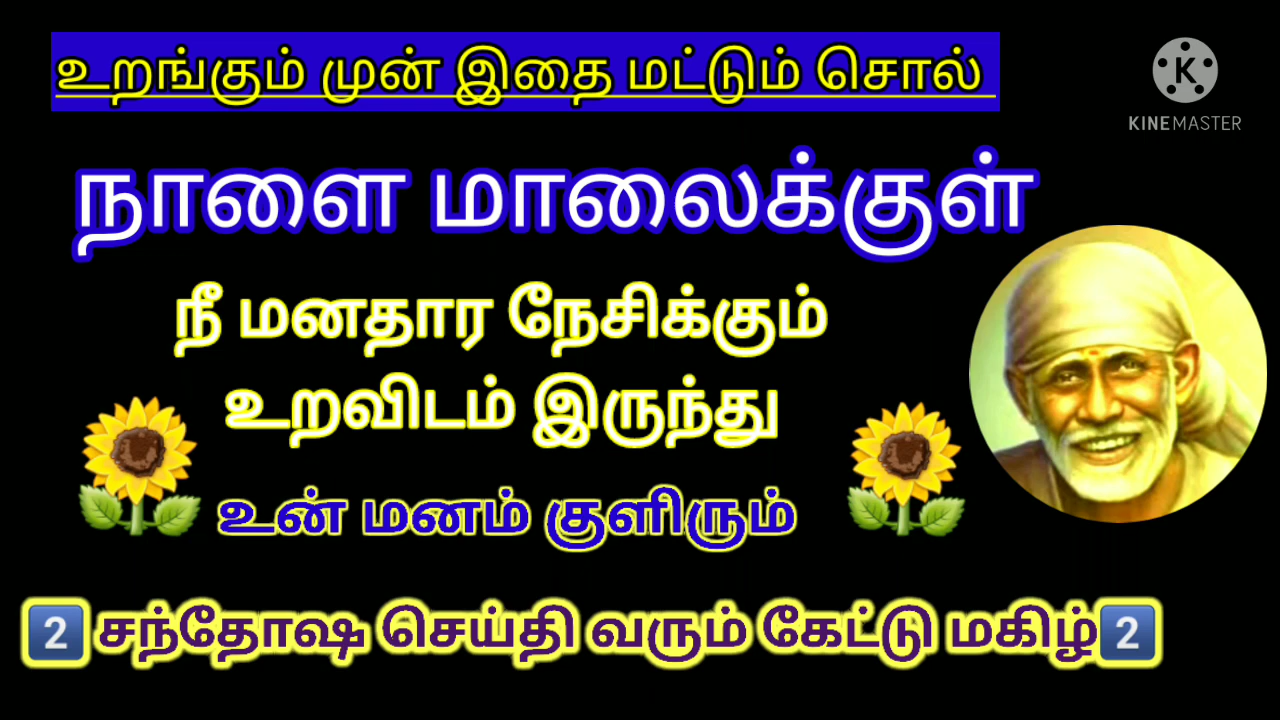 உறங்கும் முன் இதை மட்டும் சொல்
KINEMASTER
நாளை மாலைக்குள்
நீ மனதார நேசிக்கும்
உறவிடம் இருந்து
உன் மனம் குளிரும்
2 சந்தோஷ செய்தி வரும் கேட்டு மகிழ் 2